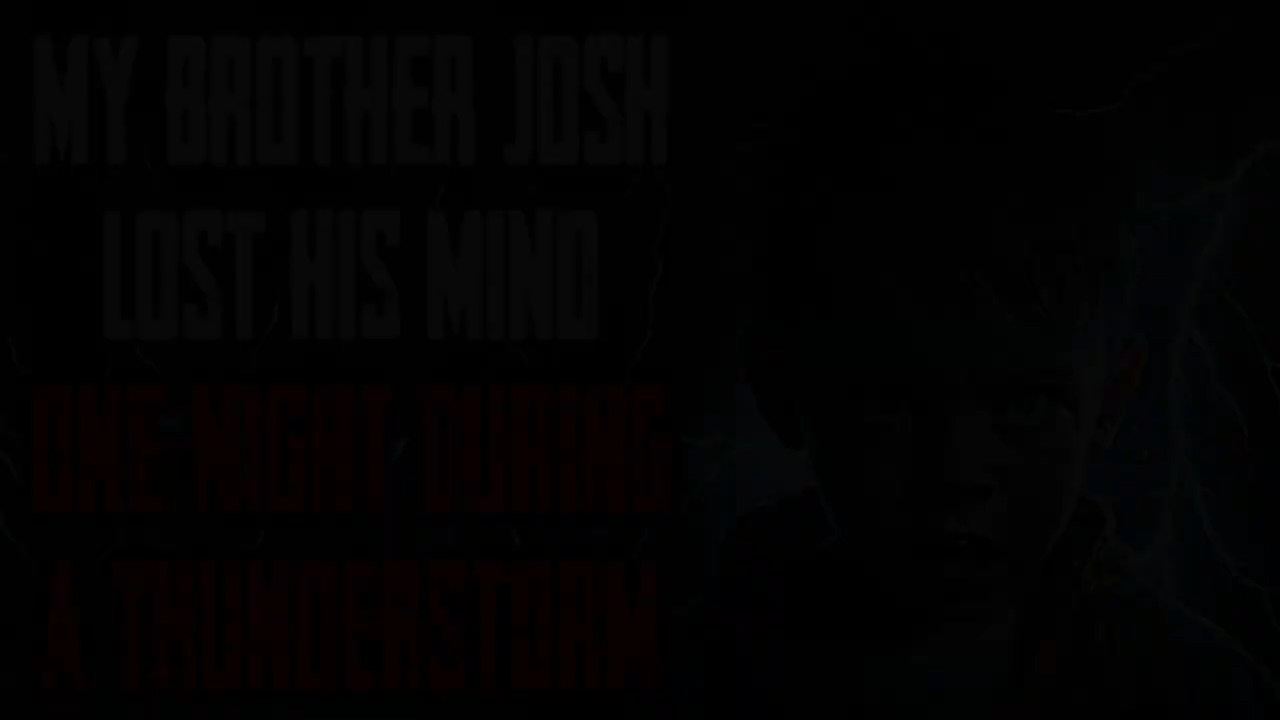 MY BROTHER JOSH
LOST HIS MIND
ONE NIGHT DURING
A THUNDERSTORM